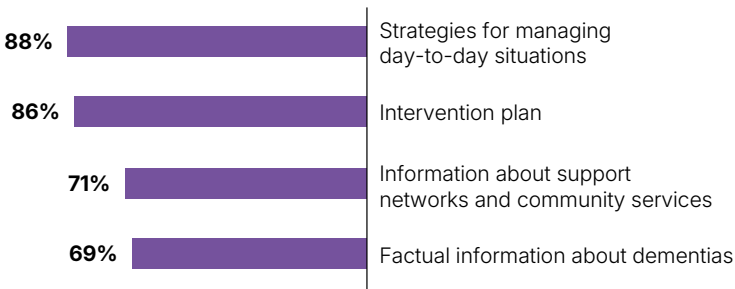 88%
Strategies for managing
day-to-day situations
86%
Intervention plan
71%
Information about support
networks and community services
69%
Factual information about dementias